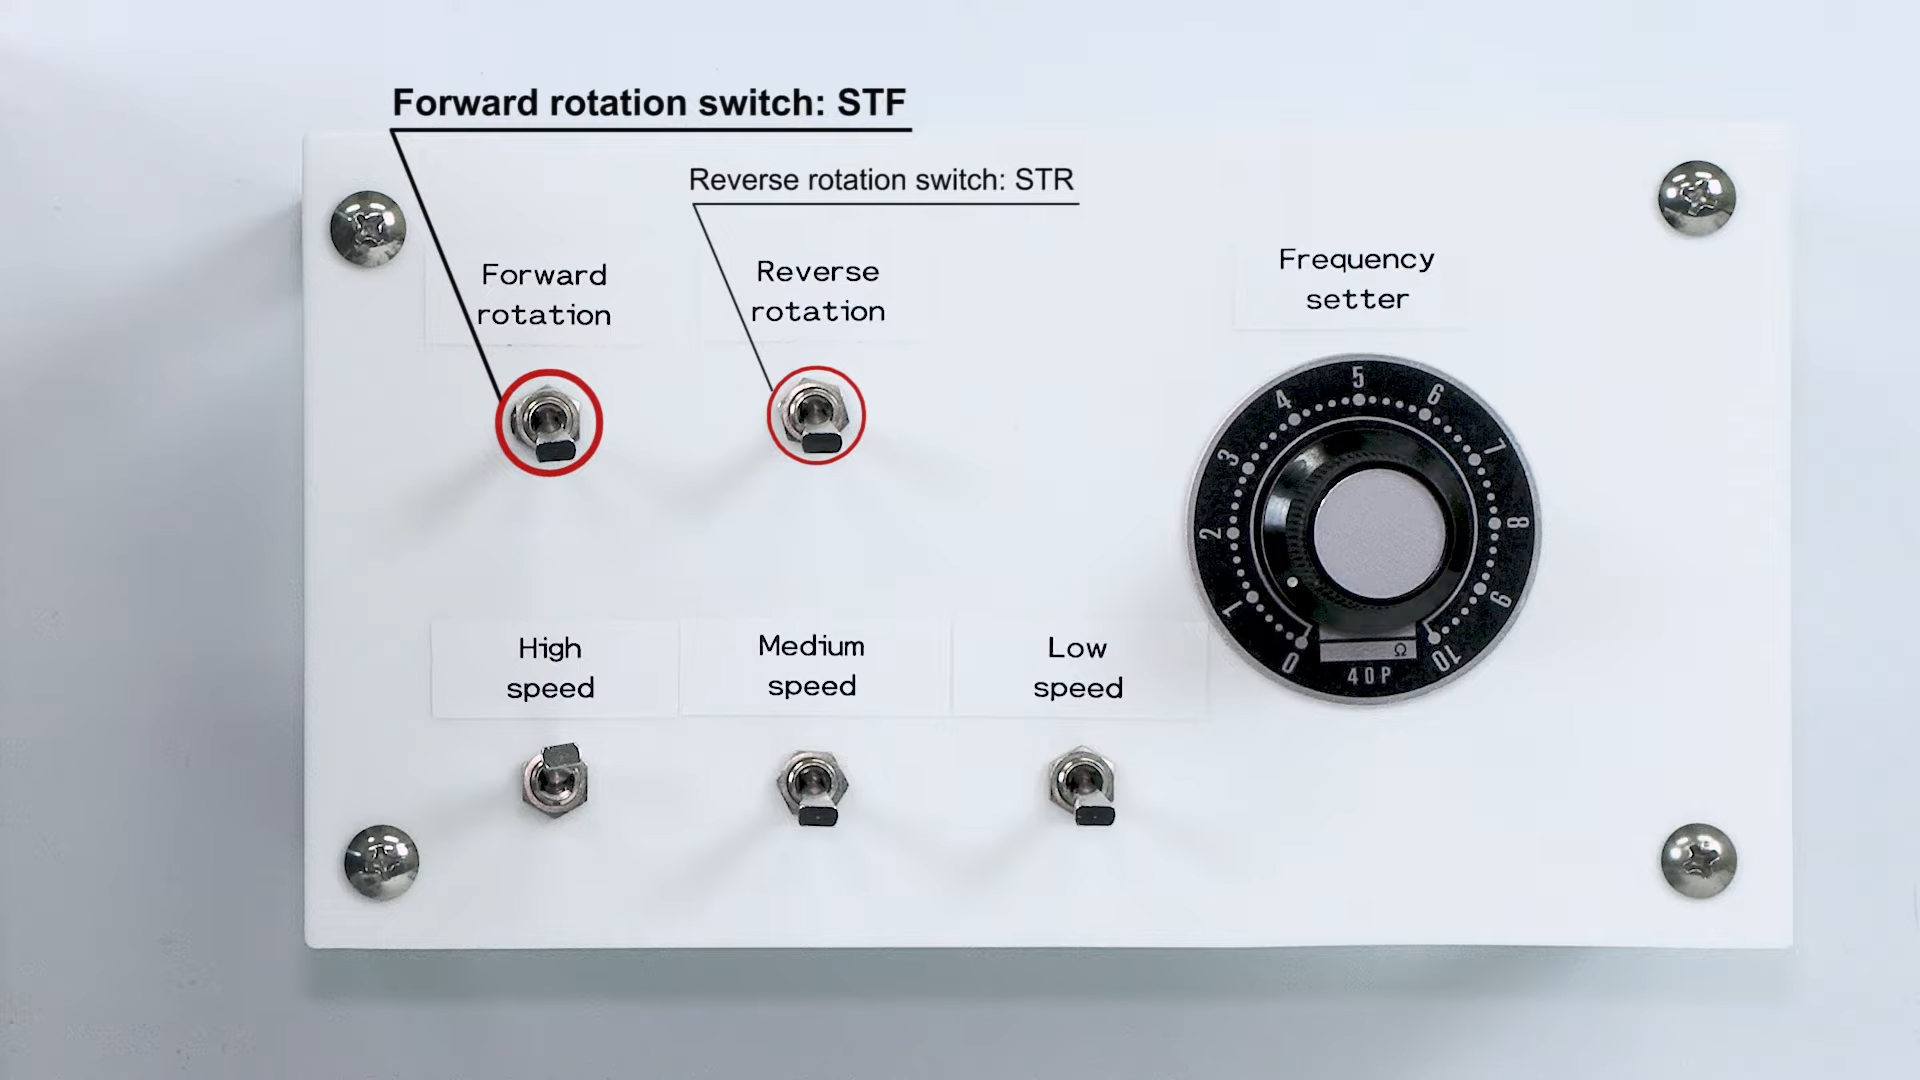 Forward rotation switch: STF
Reverse rotation switch: STR
Forward
rotation
Reverse
rotation
Frequency
setter
0
1
2
3
4
5
6
7
8
9
10
Ω
40P
High
speed
Medium
speed
Low
speed